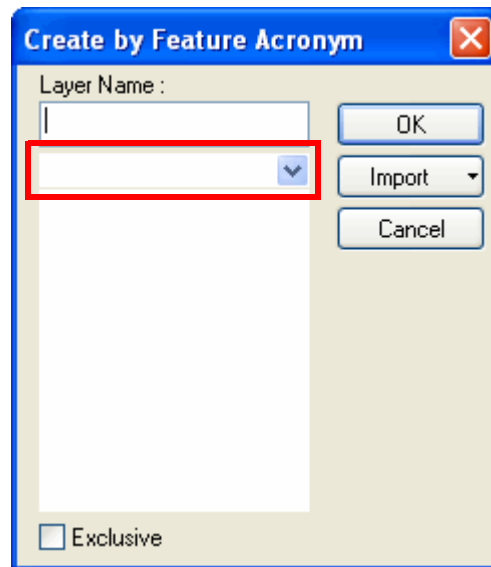 Create by Feature Acronym
Layer Name :
OK
Import
Cancel
Exclusive